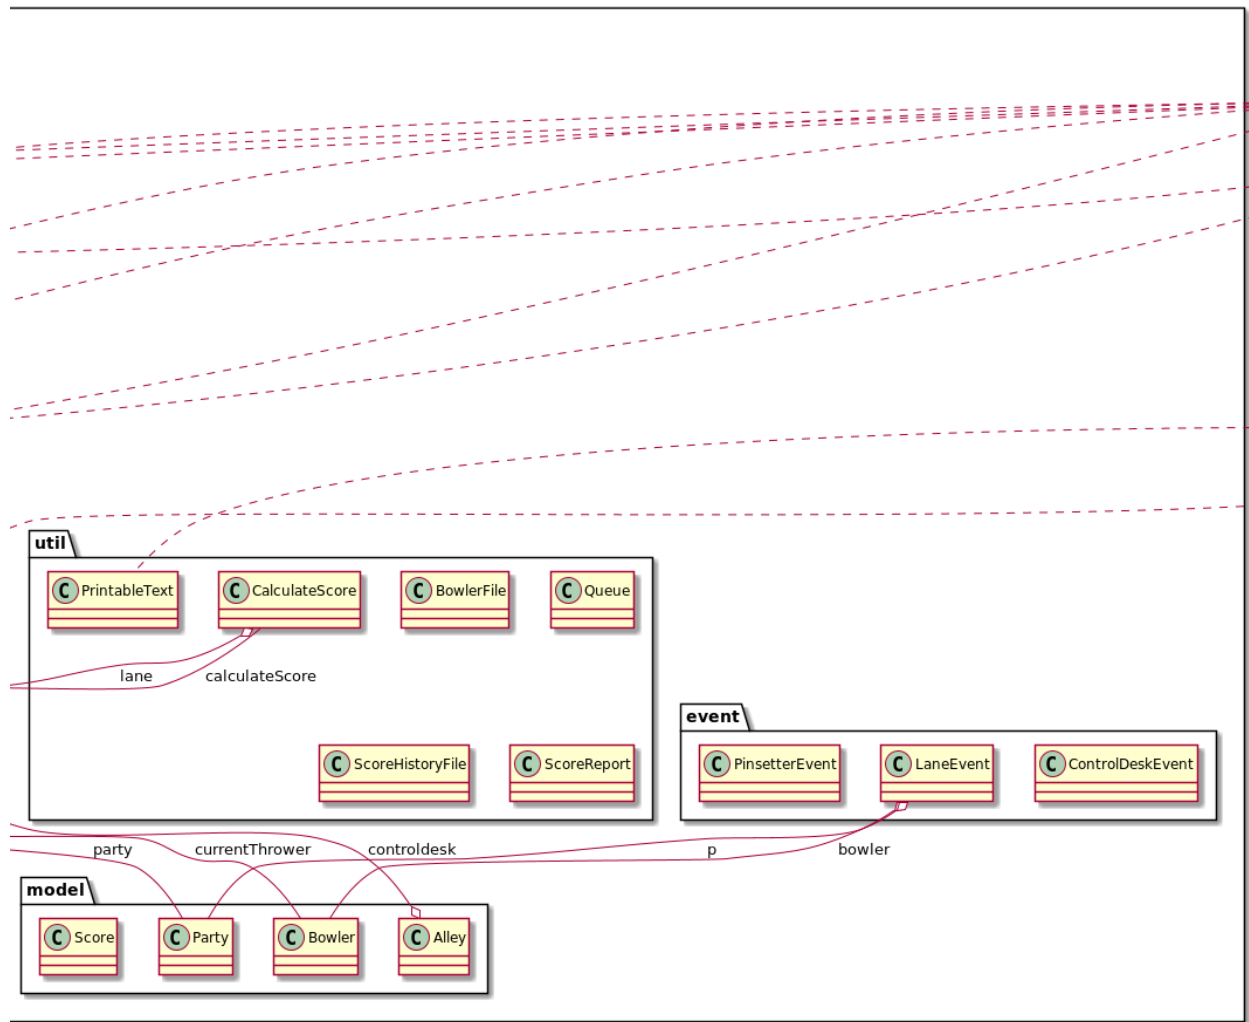 util
C PrintableText
C CalculateScore
C BowlerFile
C Queue
lane
calculateScore
C ScoreHistoryFile
C ScoreReport
event
C PinsetterEvent
C LaneEvent
C ControlDeskEvent
party
currentThrower
controldesk
p
bowler
model
C Score
C Party
C Bowler
C Alley